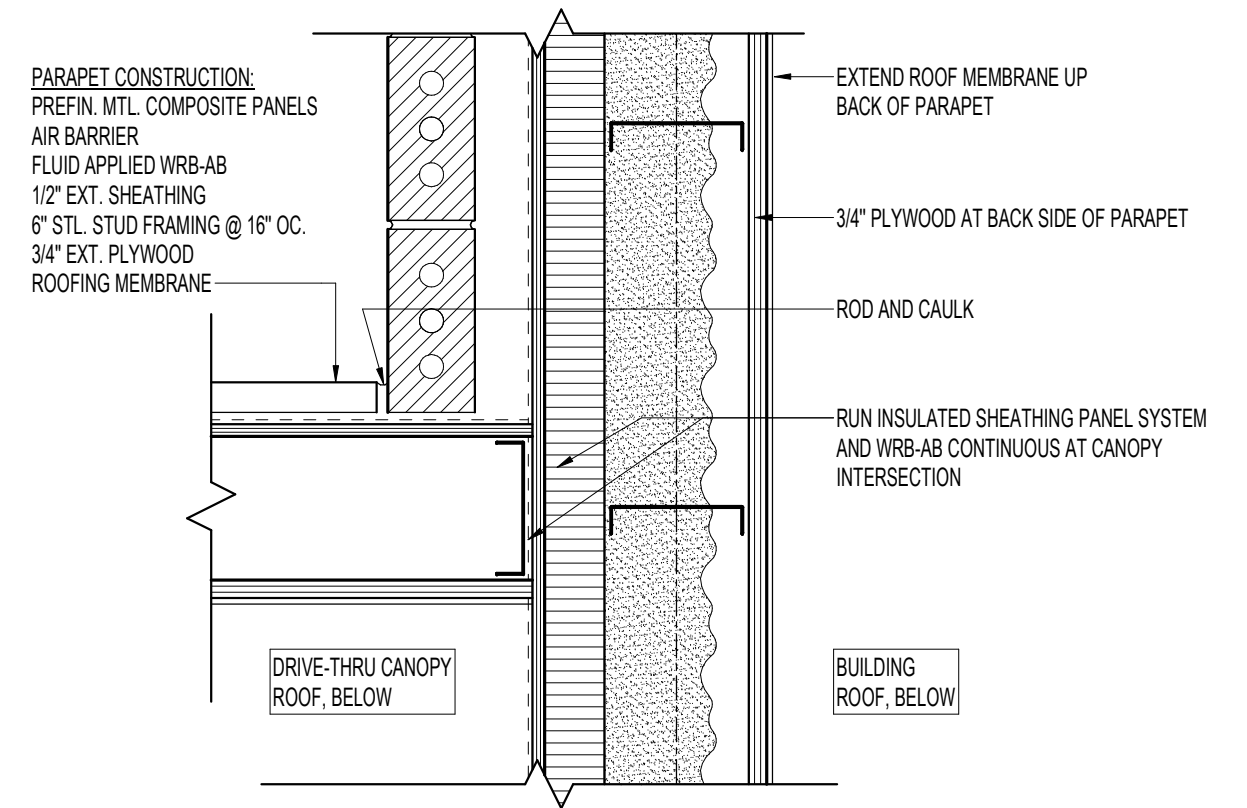 PARAPET CONSTRUCTION:
PREFIN. MTL. COMPOSITE PANELS
AIR BARRIER
FLUID APPLIED WRB-AB
1/2" EXT. SHEATHING
6" STL. STUD FRAMING @ 16" OC.
3/4" EXT. PLYWOOD
ROOFING MEMBRANE
EXTEND ROOF MEMBRANE UP
BACK OF PARAPET
3/4" PLYWOOD AT BACK SIDE OF PARAPET
ROD AND CAULK
RUN INSULATED SHEATHING PANEL SYSTEM
AND WRB-AB CONTINUOUS AT CANOPY
INTERSECTION
DRIVE-THRU CANOPY
ROOF, BELOW
BUILDING
ROOF, BELOW